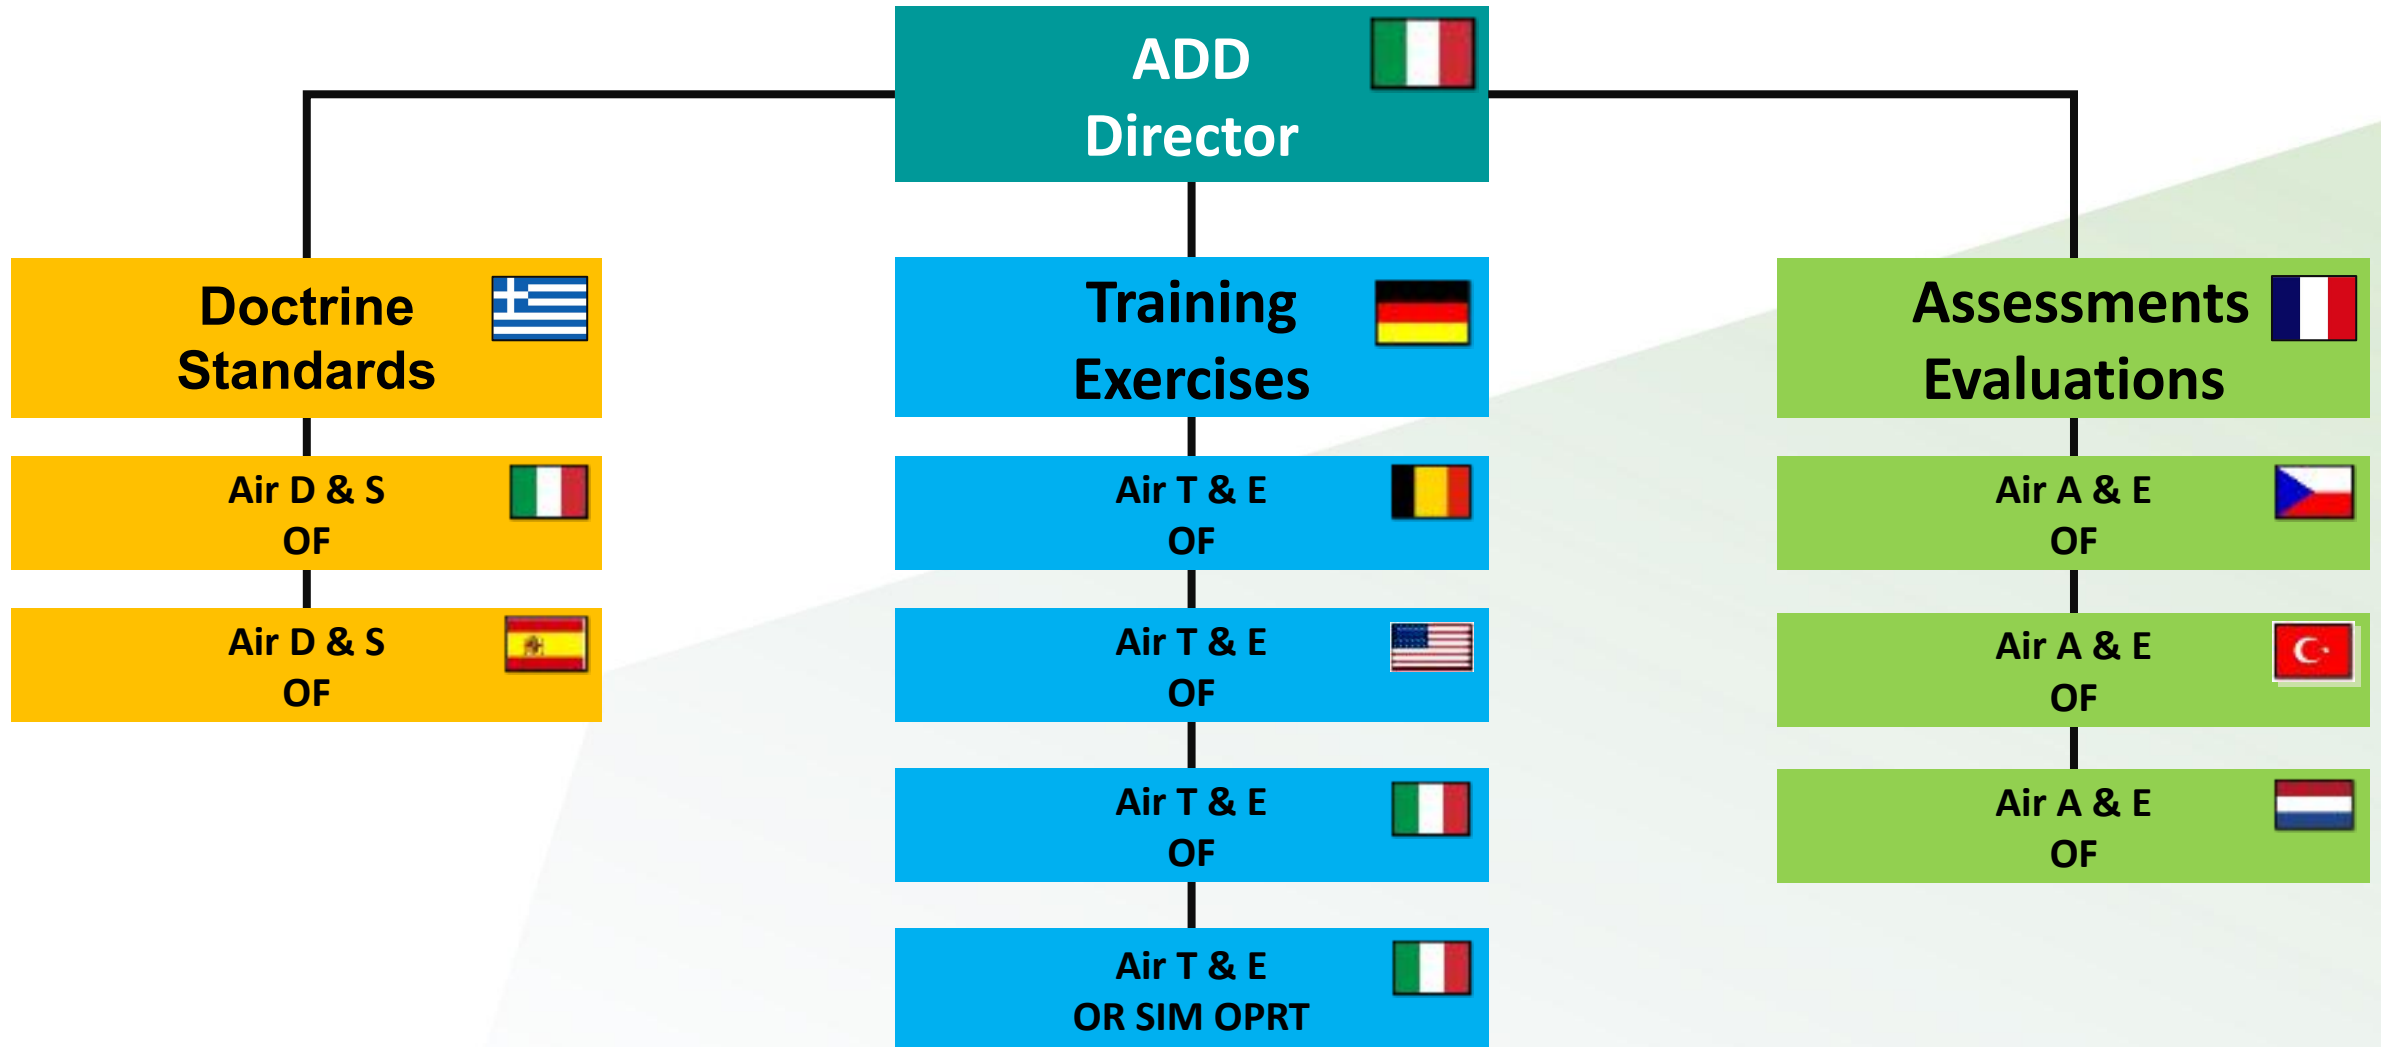 ADD
Director
Doctrine
Standards
Air D & S
OF
Air D & S
OF
Training
Exercises
Air T & E
OF
Air T & E
OF
Air T & E
OF
Air T & E
OR SIM OPRT
Assessments
Evaluations
Air A & E
OF
Air A & E
OF
Air A & E
OF